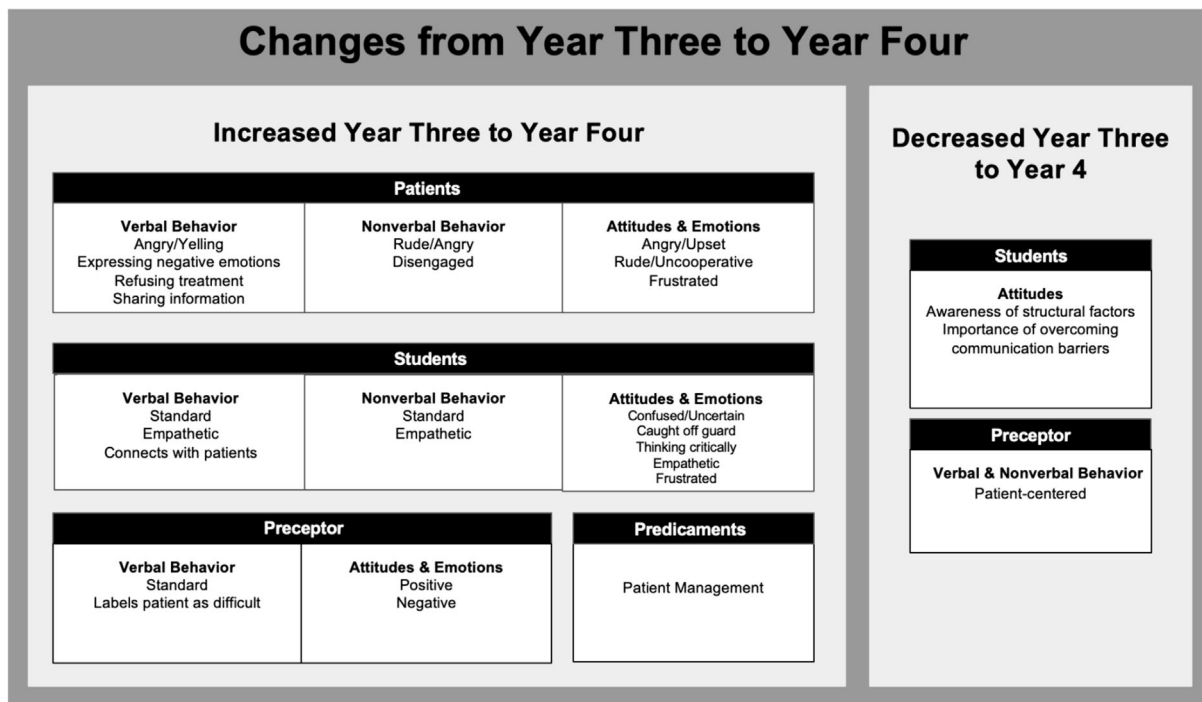 Changes from Year Three to Year Four
Increased Year Three to Year Four
Patients
Verbal Behavior
Angry/Yelling
Expressing negative emotions
Refusing treatment
Sharing information
Nonverbal Behavior
Rude/Angry
Disengaged
Attitudes & Emotions
Angry/Upset
Rude/Uncooperative
Frustrated
Students
Verbal Behavior
Standard
Empathetic
Connects with patients
Nonverbal Behavior
Standard
Empathetic
Attitudes & Emotions
Confused/Uncertain
Caught off guard
Thinking critically
Empathetic
Frustrated
Preceptor
Verbal Behavior
Standard
Labels patient as difficult
Attitudes & Emotions
Positive
Negative
Predicaments
Patient Management
Decreased Year Three
to Year 4
Students
Attitudes
Awareness of structural factors
Importance of overcoming
communication barriers
Preceptor
Verbal & Nonverbal Behavior
Patient-centered